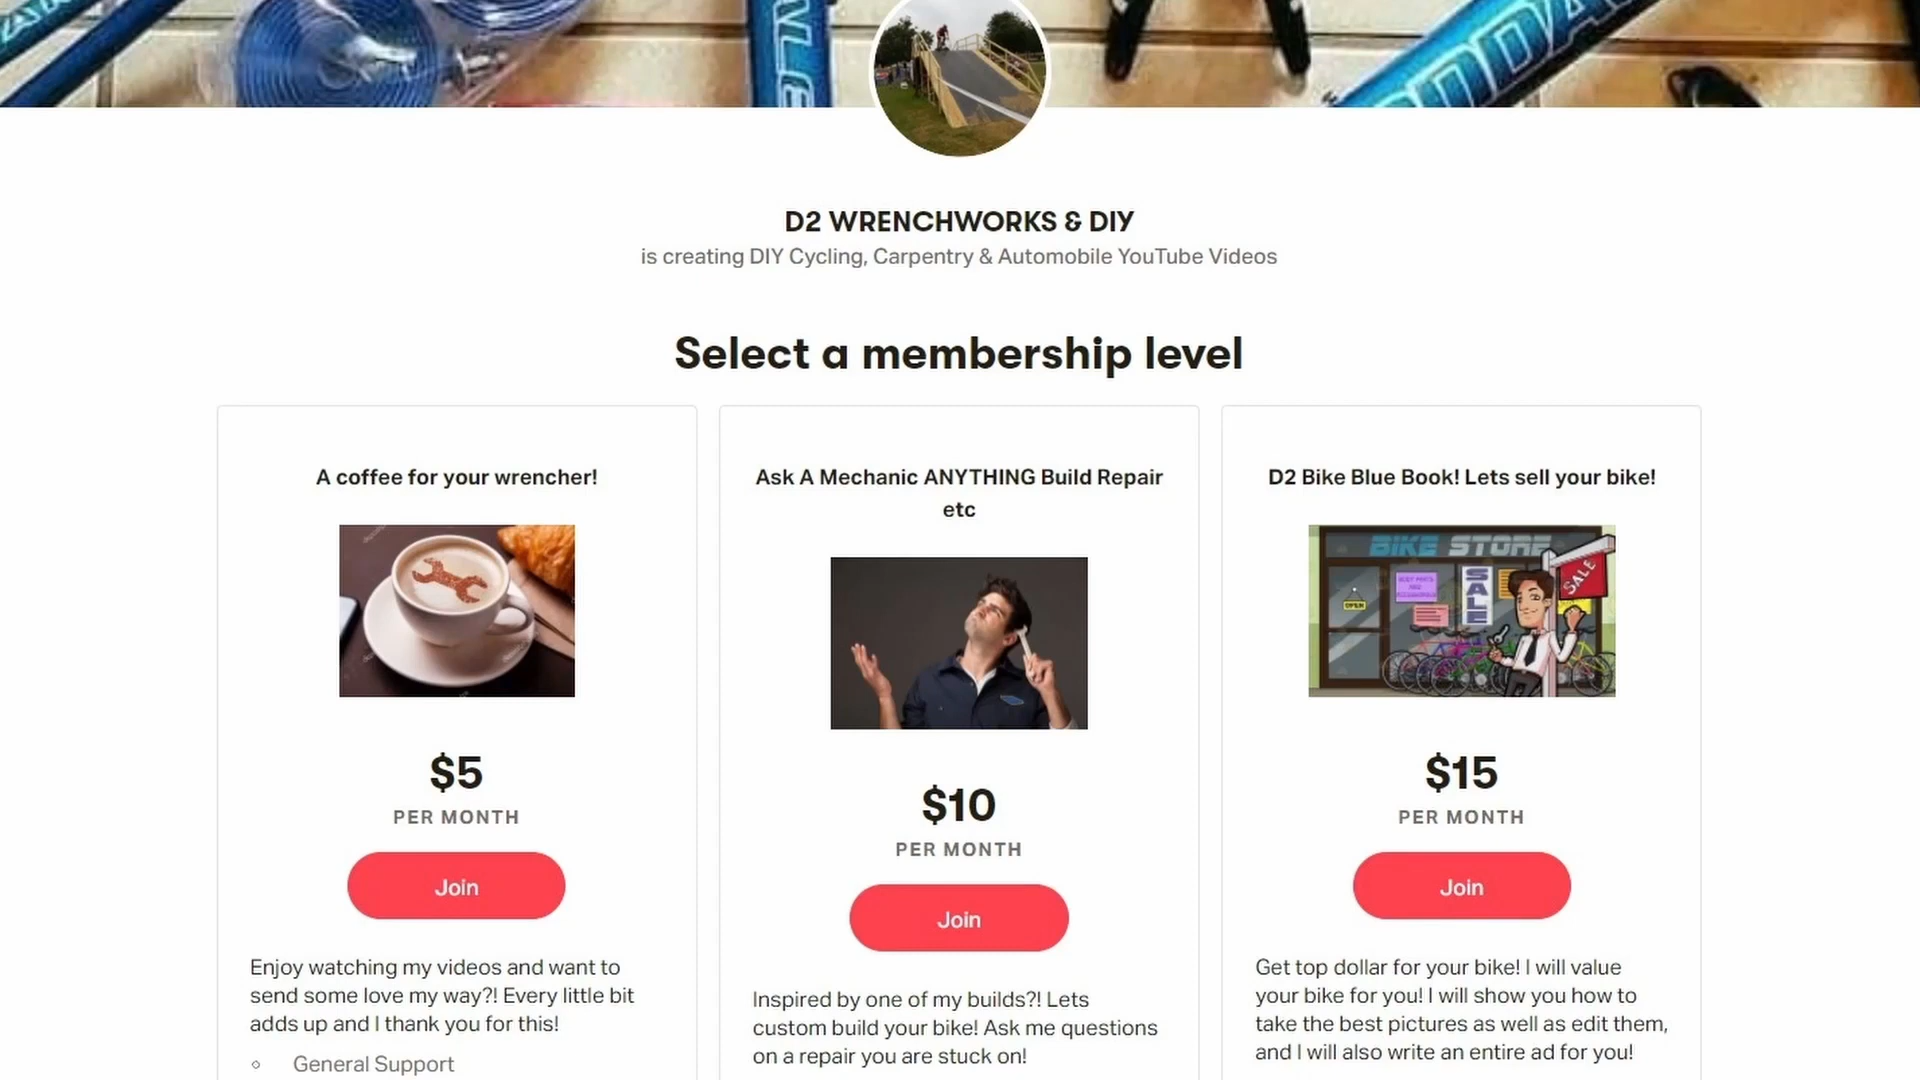 D2 WRENCHWORKS & DIY
is creating DIY Cycling, Carpentry & Automobile YouTube Videos
Select a membership level
A coffee for your wrencher!
$5
PER MONTH
Join
Enjoy watching my videos and want to
send some love my way?! Every little bit
adds up and I thank you for this!
General Support
Ask A Mechanic ANYTHING Build Repair
etc
$10
PER MONTH
Join
Inspired by one of my builds?! Lets
custom build your bike! Ask me questions
on a repair you are stuck on!
D2 Bike Blue Book! Lets sell your bike!
BIKE STORE
SALE
SALE
OPEN
$15
PER MONTH
Join
Get top dollar for your bike! I will value
your bike for you! I will show you how to
take the best pictures as well as edit them,
and I will also write an entire ad for you!